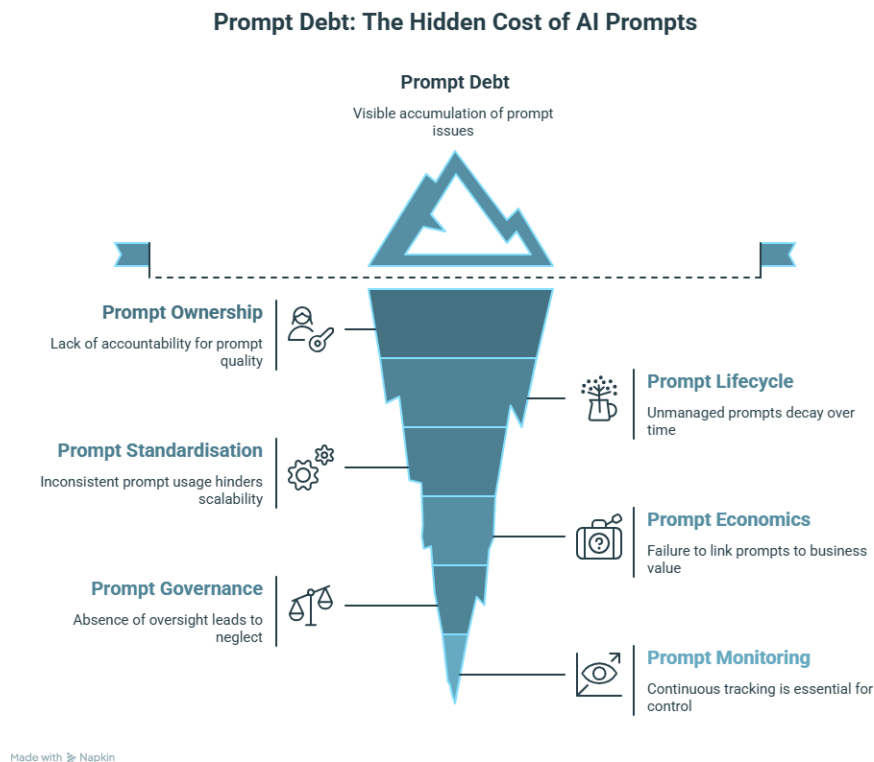 Prompt Debt: The Hidden Cost of AI Prompts
Prompt Debt
Visible accumulation of prompt
issues
Prompt Ownership
Lack of accountability for prompt
quality
Prompt Lifecycle
Unmanaged prompts decay over
time
Prompt Standardisation
Inconsistent prompt usage hinders
scalability
Prompt Economics
Failure to link prompts to business
value
Prompt Governance
Absence of oversight leads to
neglect
Prompt Monitoring
Continuous tracking is essential for
control
Made with Napkin